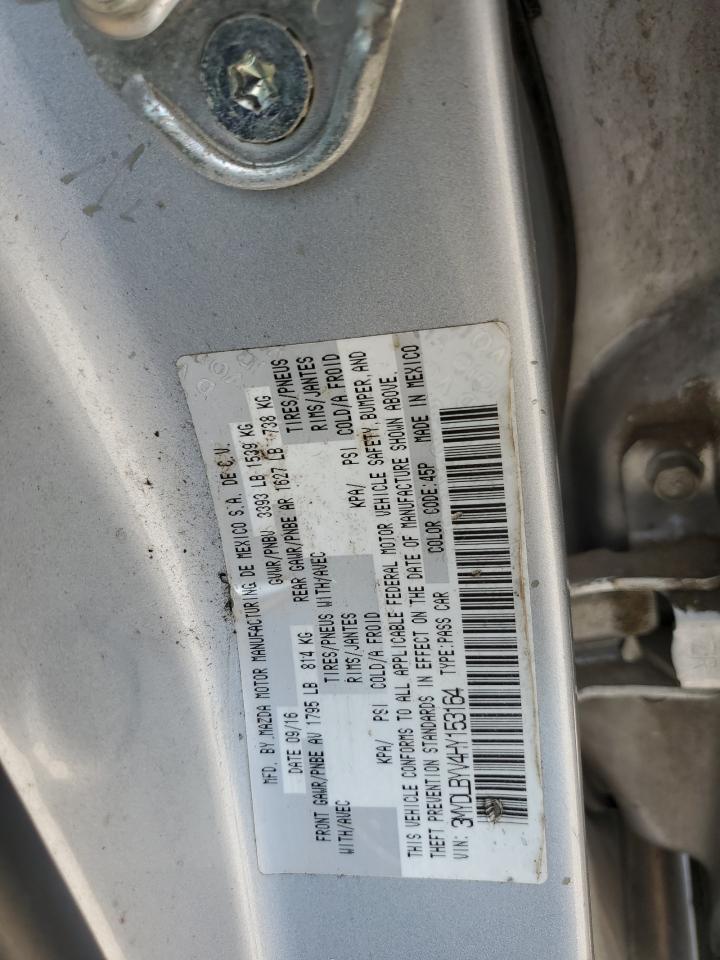 MFD. BY MAZDA MOTOR MANUFACTURING DE MEXICO S.A. DE C.V.
DATE 09/16 GVWR/PNBV 3393 LB 1539 KG
FRONT GAWR/PNBE AV 1795 LB 814 KG REAR GAWR/PNBE AR 1627 LB 738 KG
WITH/AVEC TIRES/PNEUS WITH/AVEC TIRES/PNEUS
RIMS/JANTES RIMS/JANTES
KPA/ PSI COLD/A FROID KPA/ PSI COLD/A FROID
THIS VEHICLE CONFORMS TO ALL APPLICABLE FEDERAL MOTOR VEHICLE SAFETY, BUMPER, AND
THEFT PREVENTION STANDARDS IN EFFECT ON THE DATE OF MANUFACTURE SHOWN ABOVE.
VIN: 3MYDLBYV4HY153164 TYPE:PASS CAR COLOR CODE:45P MADE IN MEXICO